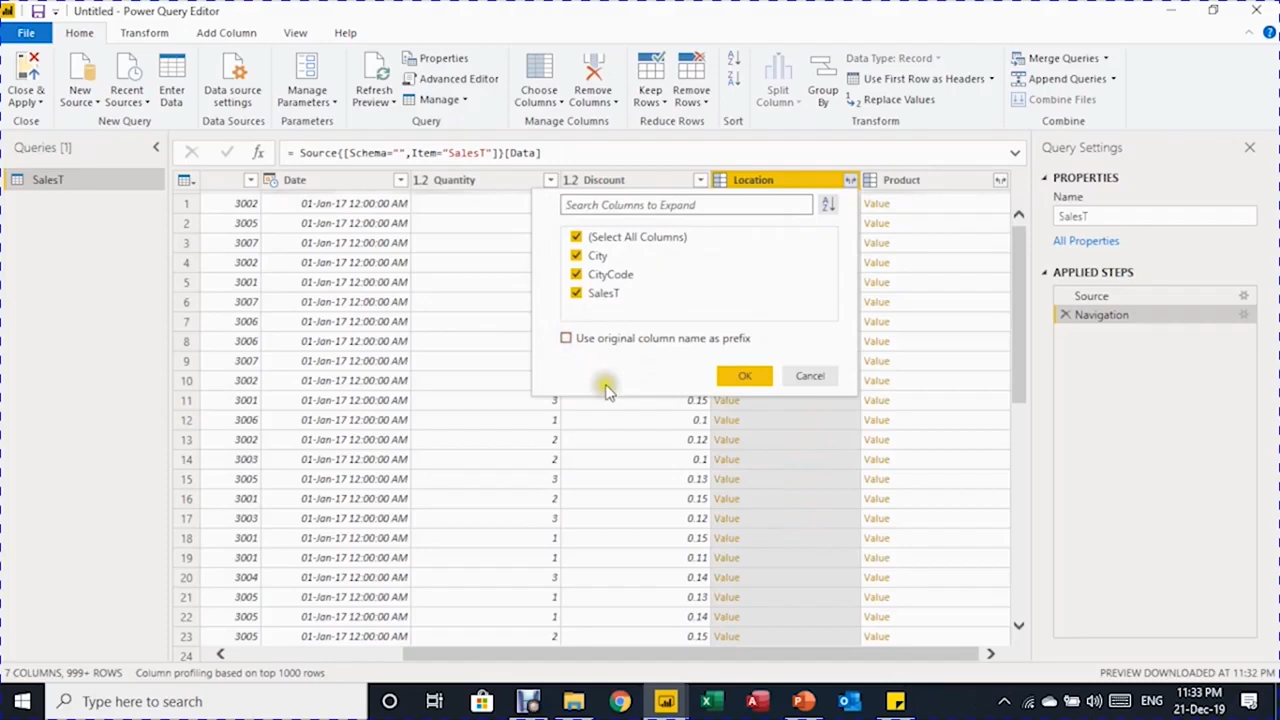 Untitled - Power Query Editor
File Home Transform Add Column View Help
Close & Apply
New Source
Recent Sources
Enter Data
Data source settings
Manage Parameters
Refresh Preview
Properties
Advanced Editor
Manage
Choose Columns
Remove Columns
Keep Rows
Remove Rows
Split Column
Group By
Data Type: Record
Use First Row as Headers
Replace Values
Merge Queries
Append Queries
Combine Files
Close New Query Data Sources Parameters Query Manage Columns Reduce Rows Sort Transform Combine
Queries [1]
SalesT
fx = Source{[Schema="",Item="SalesT"]}[Data]
Date 1.2 Quantity 1.2 Discount Location Product
1 3002 01-Jan-17 12:00:00 AM Value
2 3005 01-Jan-17 12:00:00 AM Value
3 3007 01-Jan-17 12:00:00 AM Value
4 3002 01-Jan-17 12:00:00 AM Value
5 3001 01-Jan-17 12:00:00 AM Value
6 3007 01-Jan-17 12:00:00 AM Value
7 3006 01-Jan-17 12:00:00 AM Value
8 3006 01-Jan-17 12:00:00 AM Value
9 3007 01-Jan-17 12:00:00 AM Value
10 3002 01-Jan-17 12:00:00 AM Value
11 3001 01-Jan-17 12:00:00 AM 3 0.15 Value Value
12 3006 01-Jan-17 12:00:00 AM 1 0.1 Value Value
13 3002 01-Jan-17 12:00:00 AM 2 0.12 Value Value
14 3003 01-Jan-17 12:00:00 AM 2 0.1 Value Value
15 3005 01-Jan-17 12:00:00 AM 3 0.13 Value Value
16 3001 01-Jan-17 12:00:00 AM 2 0.15 Value Value
17 3003 01-Jan-17 12:00:00 AM 3 0.12 Value Value
18 3001 01-Jan-17 12:00:00 AM 1 0.15 Value Value
19 3001 01-Jan-17 12:00:00 AM 1 0.11 Value Value
20 3004 01-Jan-17 12:00:00 AM 3 0.14 Value Value
21 3005 01-Jan-17 12:00:00 AM 1 0.13 Value Value
22 3005 01-Jan-17 12:00:00 AM 1 0.14 Value Value
23 3005 01-Jan-17 12:00:00 AM 2 0.15 Value Value
24
Search Columns to Expand
(Select All Columns)
City
CityCode
SalesT
Use original column name as prefix
OK Cancel
Query Settings
PROPERTIES
Name
SalesT
All Properties
APPLIED STEPS
Source
Navigation
7 COLUMNS, 999+ ROWS Column profiling based on top 1000 rows PREVIEW DOWNLOADED AT 11:32 PM
Type here to search
ENG
11:33 PM
21-Dec-19